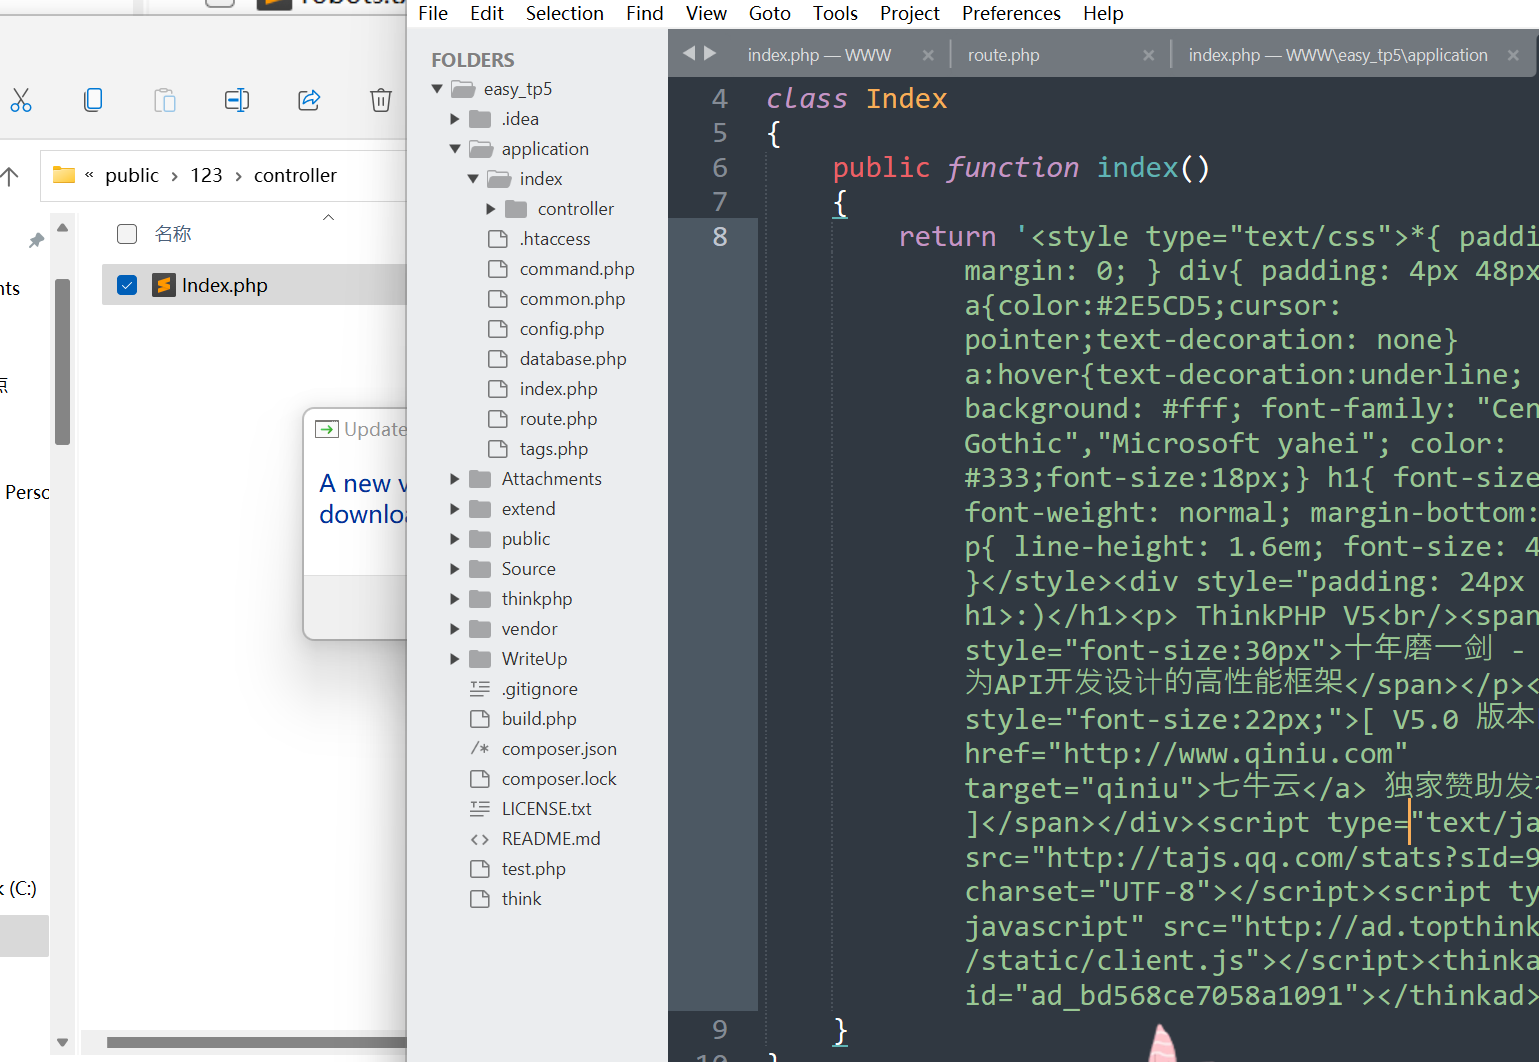 File Edit Selection Find View Goto Tools Project Preferences Help
« public › 123 › controller
名称
Index.php
Update
A new
(C:)
FOLDERS
easy_tp5
.idea
application
index
controller
.htaccess
command.php
common.php
config.php
database.php
index.php
route.php
tags.php
Attachments
extend
public
Source
thinkphp
vendor
WriteUp
.gitignore
build.php
composer.json
composer.lock
LICENSE.txt
README.md
test.php
think
index.php — WWW
route.php
index.php — WWW\easy_tp5\application
4 class Index
5 {
6 public function index()
7 {
8 return '<style type="text/css">*{ paddi
margin: 0; } div{ padding: 4px 48px
a{color:#2E5CD5;cursor:
pointer;text-decoration: none}
a:hover{text-decoration:underline;
background: #fff; font-family: "Cen
Gothic","Microsoft yahei"; color:
#333;font-size:18px;} h1{ font-size
font-weight: normal; margin-bottom:
p{ line-height: 1.6em; font-size: 4
}</style><div style="padding: 24px
h1>:)</h1><p> ThinkPHP V5<br/><span
style="font-size:30px">十年磨一剑 -
为API开发设计的高性能框架</span></p><
style="font-size:22px;">[ V5.0 版本
href="http://www.qiniu.com"
target="qiniu">七牛云</a> 独家赞助发
]</span></div><script type="text/ja
src="http://tajs.qq.com/stats?sId=9
charset="UTF-8"></script><script ty
javascript" src="http://ad.topthink
/static/client.js"></script><thinka
id="ad_bd568ce7058a1091"></thinkad>
9 }